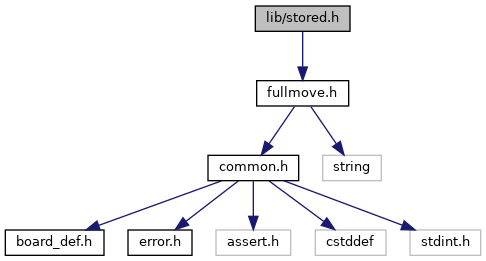 lib/stored.h
fullmove.h
common.h
string
board_def.h
error.h
assert.h
cstddef
stdint.h